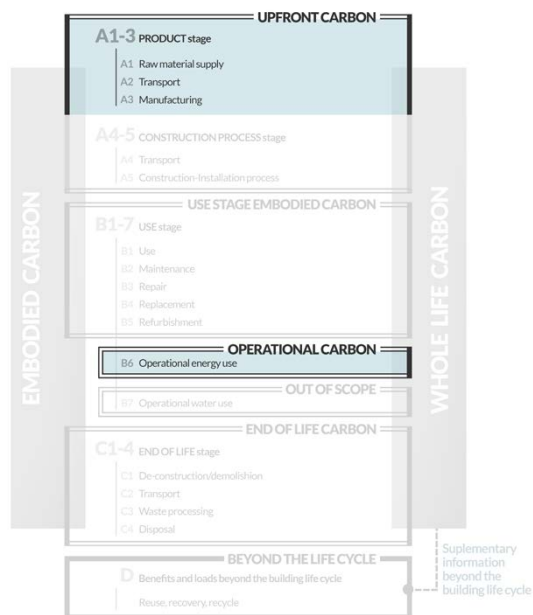 UPFRONT CARBON
A1-3 PRODUCT stage
A1 Raw material supply
A2 Transport
A3 Manufacturing
A4-5 CONSTRUCTION PROCESS stage
A4 Transport
A5 Construction-Installation process
USE STAGE EMBODIED CARBON
B1-7 USE stage
B1 Use
B2 Maintenance
B3 Repair
B4 Replacement
B5 Refurbishment
OPERATIONAL CARBON
B6 Operational energy use
OUT OF SCOPE
B7 Operational water use
END OF LIFE CARBON
C1-4 END OF LIFE stage
C1 De-construction/demolishion
C2 Transport
C3 Waste processing
C4 Disposal
BEYOND THE LIFE CYCLE
D Benefits and loads beyond the building life cycle
Reuse, recovery, recycle
EMBODIED CARBON
WHOLE LIFE CARBON
Suplementary
information
beyond the
building life cycle